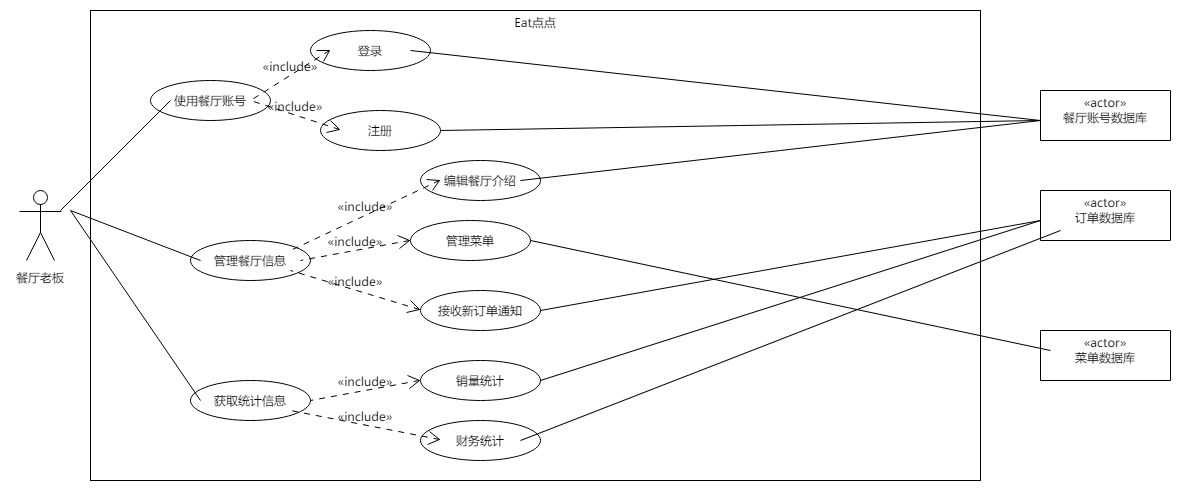 Eat点点
登录
«include»
使用餐厅账号
«include»
注册
«actor»
餐厅账号数据库
编辑餐厅介绍
«include»
«actor»
订单数据库
管理菜单
«include»
管理餐厅信息
餐厅老板
«include»
接收新订单通知
«actor»
菜单数据库
«include»
销量统计
获取统计信息
«include»
财务统计